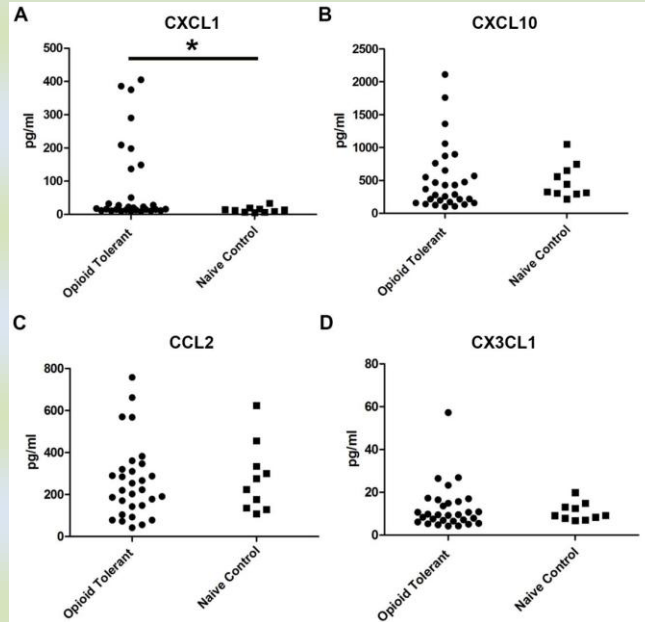 A
CXCL1
*
500
400
300
200
100
0
pg/ml
Opioid Tolerant
Naive Control
B
CXCL10
2500
2000
1500
1000
500
0
pg/ml
Opioid Tolerant
Naive Control
C
CCL2
800
600
400
200
0
pg/ml
Opioid Tolerant
Naive Control
D
CX3CL1
80
60
40
20
0
pg/ml
Opioid Tolerant
Naive Control